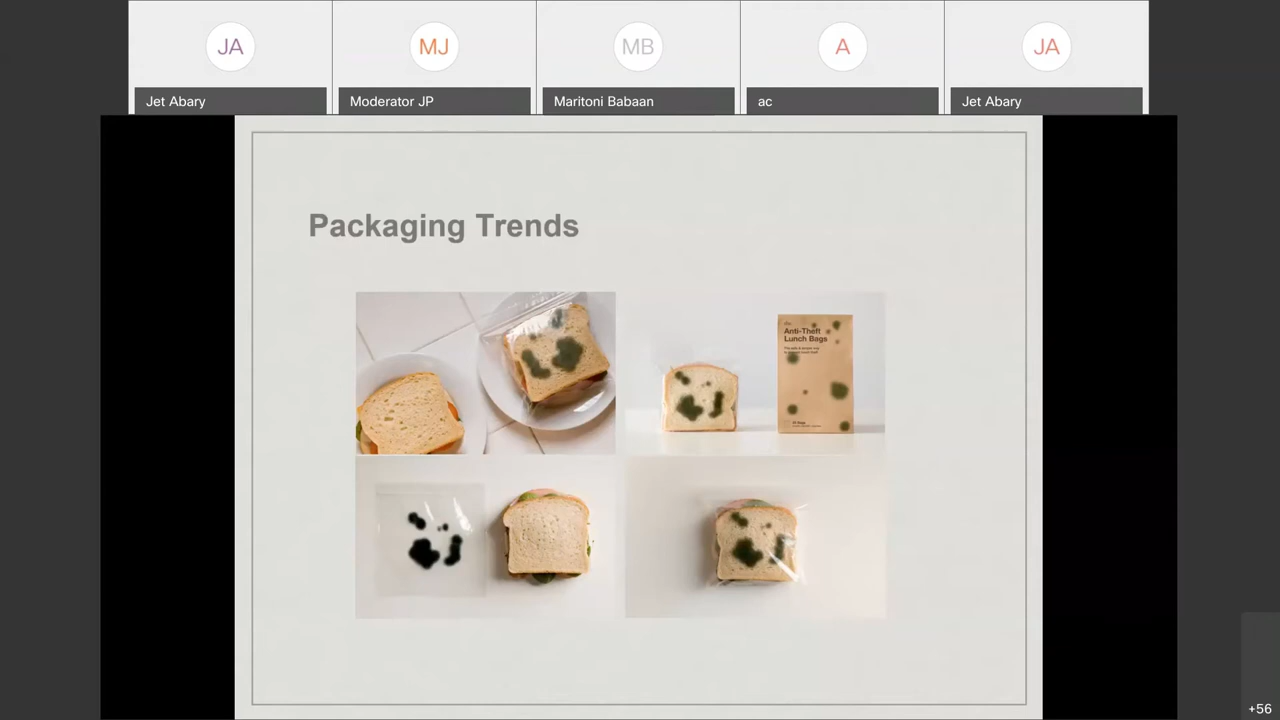 JA
MJ
MB
A
JA
Jet Abary
Moderator JP
Maritoni Babaan
ac
Jet Abary
Packaging Trends
Anti-Theft
Lunch Bags
+56